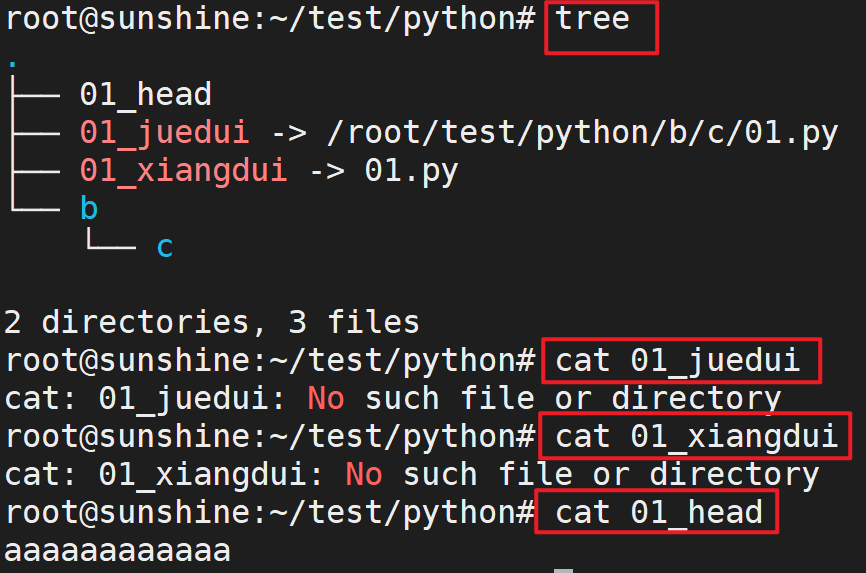 root@sunshine:~/test/python# tree
.
├── 01_head
├── 01_juedui -> /root/test/python/b/c/01.py
├── 01_xiangdui -> 01.py
└── b
    └── c
2 directories, 3 files
root@sunshine:~/test/python# cat 01_juedui
cat: 01_juedui: No such file or directory
root@sunshine:~/test/python# cat 01_xiangdui
cat: 01_xiangdui: No such file or directory
root@sunshine:~/test/python# cat 01_head
aaaaaaaaaaaa